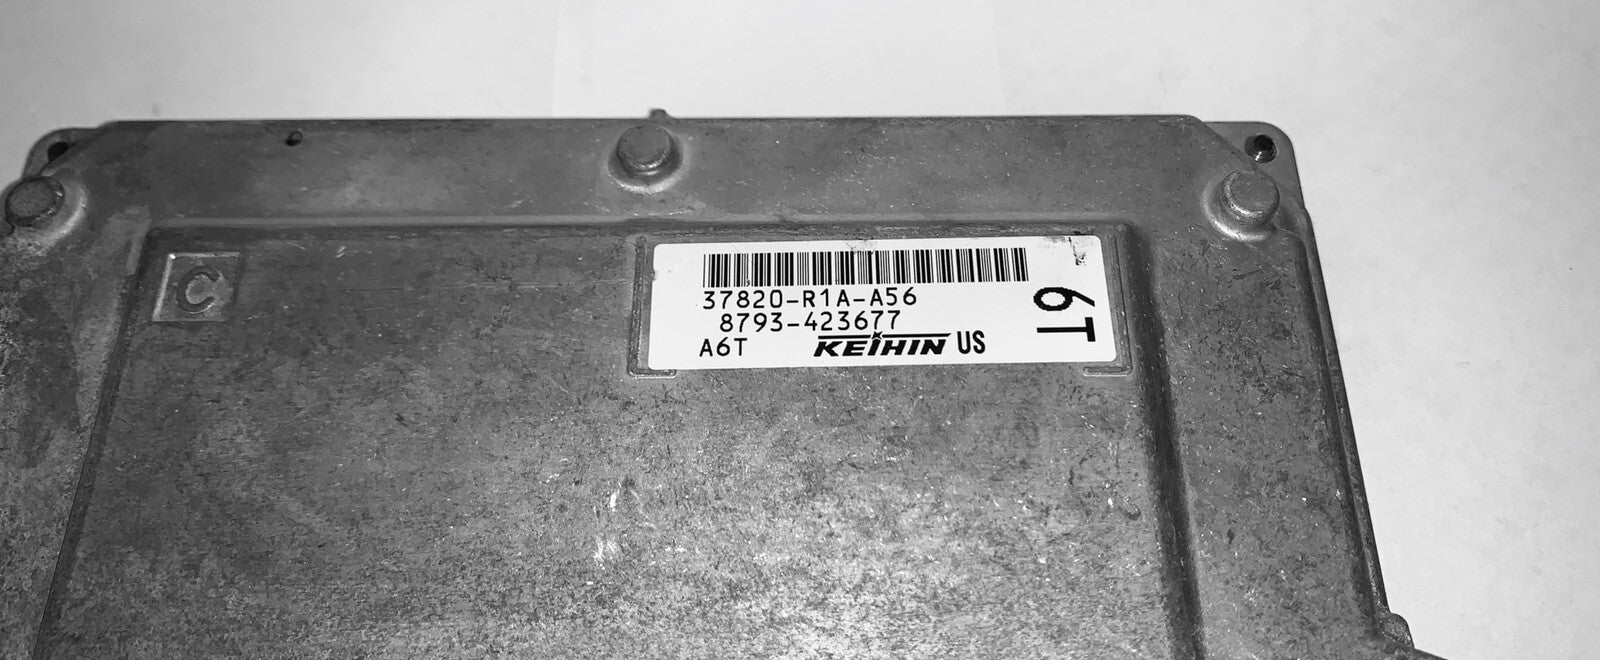 C
37820-R1A-A56
8793-423677
A6T KEIHIN US
6T